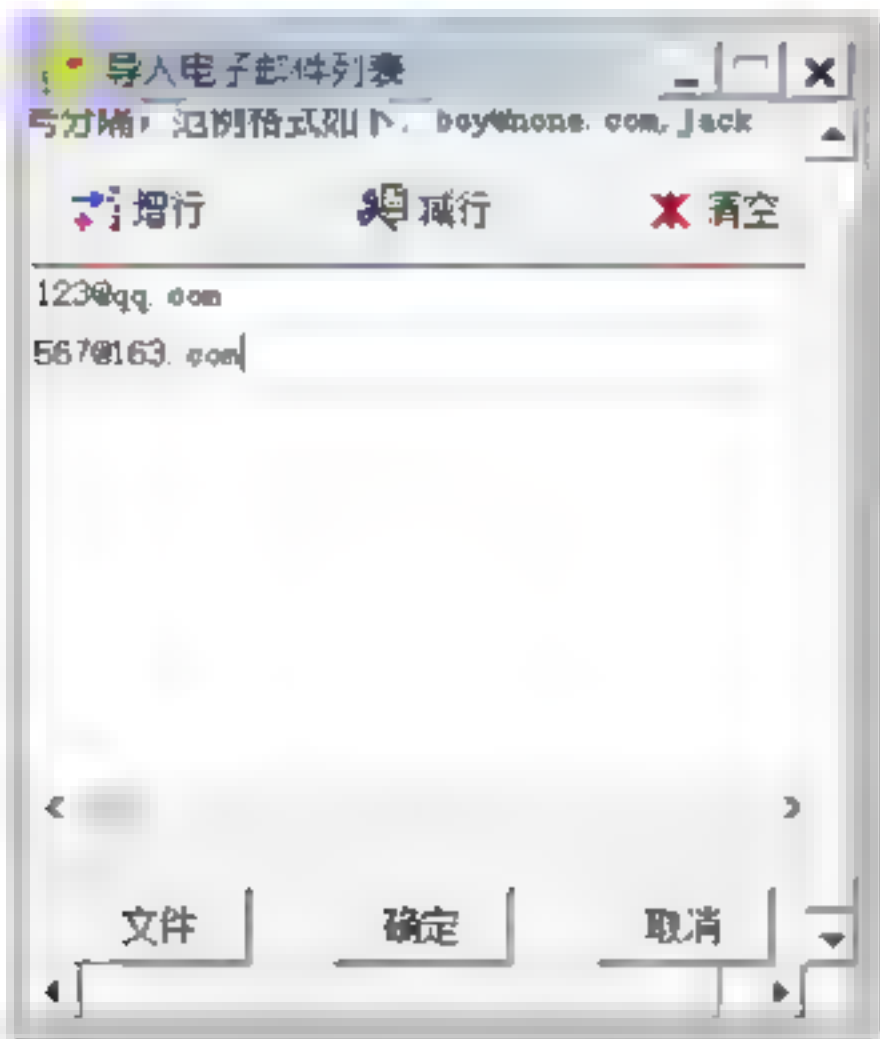 导入电子邮件列表
号分隔，范例格式如下，boy@none.com,jack
增行 减行 清空
123@qq.com
567@163.com
文件 确定 取消